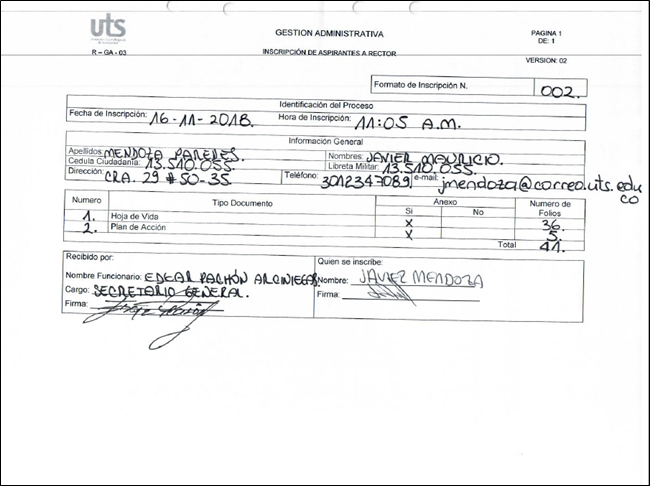 uts
GESTION ADMINISTRATIVA
PAGINA 1
DE: 1
R – GA - 03
INSCRIPCIÓN DE ASPIRANTES A RECTOR
VERSION: 02
Formato de Inscripción N. 002.
Identificación del Proceso
Fecha de Inscripción: 16-11-2018. Hora de Inscripción: 11:05 A.M.
Información General
Apellidos: MENDOZA PAREDES. Nombres: JAVIER MAURICIO.
Cedula Ciudadanía: 13.510.055. Libreta Militar: 13.510.055.
Dirección: CRA. 29 #50-35 Teléfono: 3012347089 e-mail: jmendoza@correo.uts.edu
co
Numero Tipo Documento Anexo Numero de
Folios
Si No
1. Hoja de Vida X 36.
2. Plan de Acción X 5.
Total 41.
Recibido por: Quien se inscribe:
Nombre Funcionario: EDGAR PACHÓN ARCINIEGAS Nombre: JAVIER MENDOZA
Cargo: SECRETARIO GENERAL. Firma:
Firma: